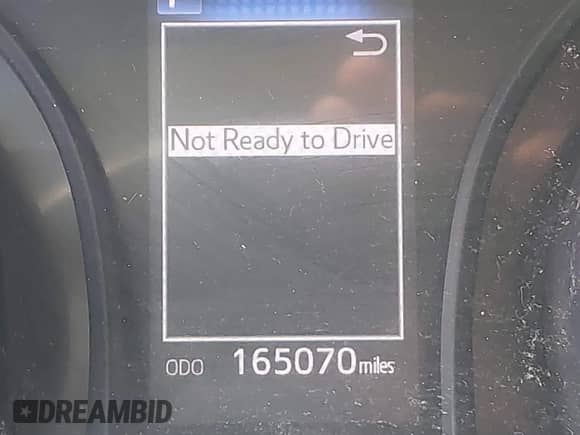 Not Ready to Drive
ODO 165070 miles
DREAMBID